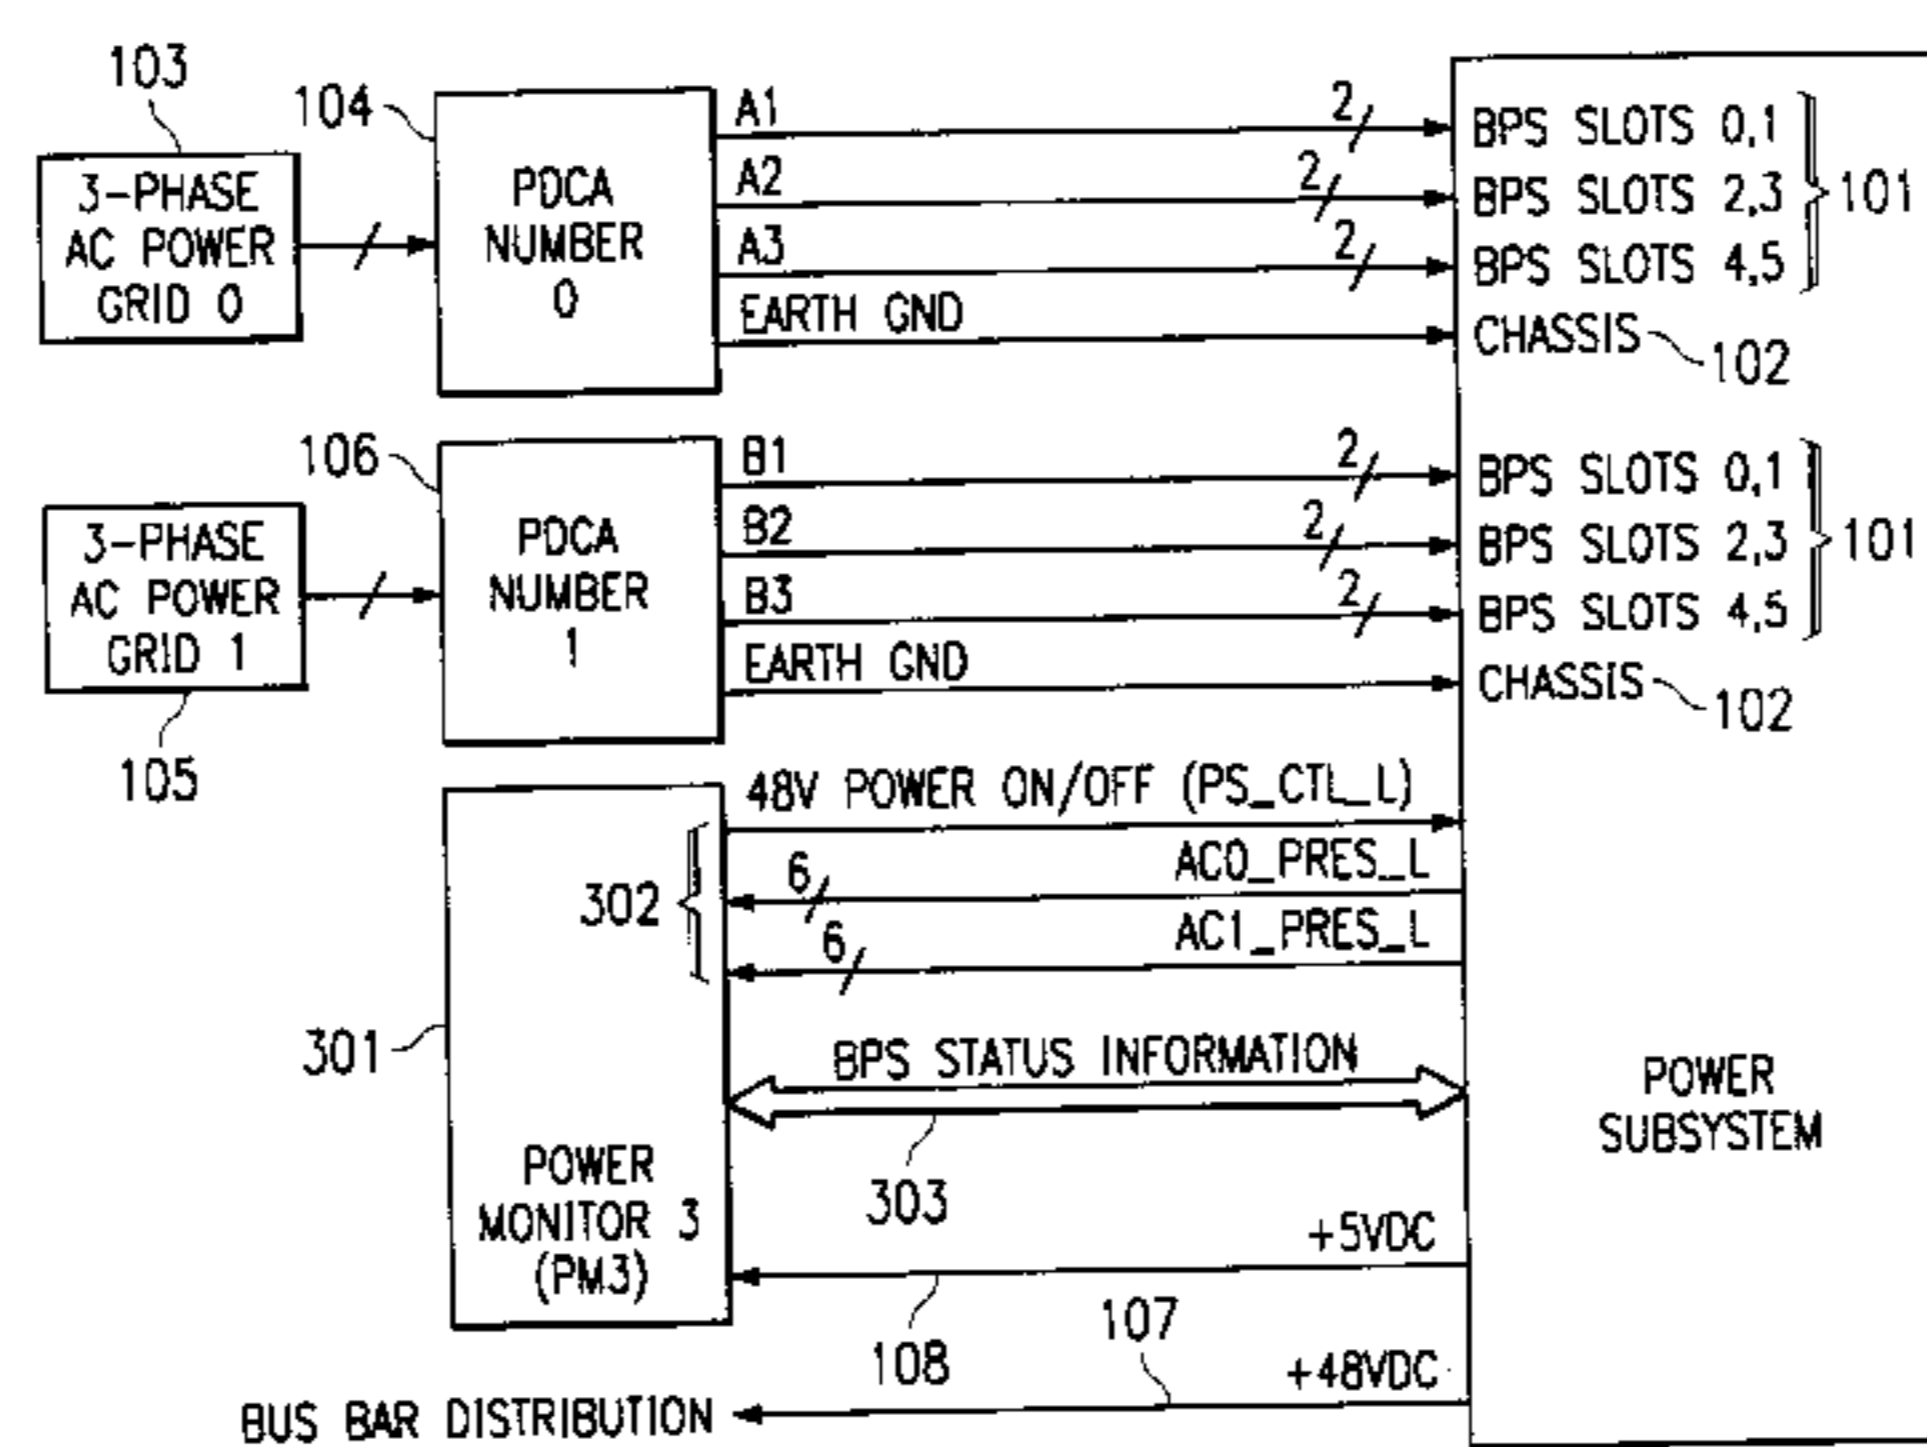 103
104
3-PHASE
AC POWER
GRID 0
PDCA
NUMBER
0
A1
2
BPS SLOTS 0,1
A2
2
BPS SLOTS 2,3
101
A3
2
BPS SLOTS 4,5
EARTH GND
CHASSIS
102
106
3-PHASE
AC POWER
GRID 1
105
PDCA
NUMBER
1
B1
2
BPS SLOTS 0,1
B2
2
BPS SLOTS 2,3
101
B3
2
BPS SLOTS 4,5
EARTH GND
CHASSIS
102
48V POWER ON/OFF (PS_CTL_L)
302
6
AC0_PRES_L
6
AC1_PRES_L
301
BPS STATUS INFORMATION
303
POWER
MONITOR 3
(PM3)
POWER
SUBSYSTEM
+5VDC
108
107
+48VDC
BUS BAR DISTRIBUTION